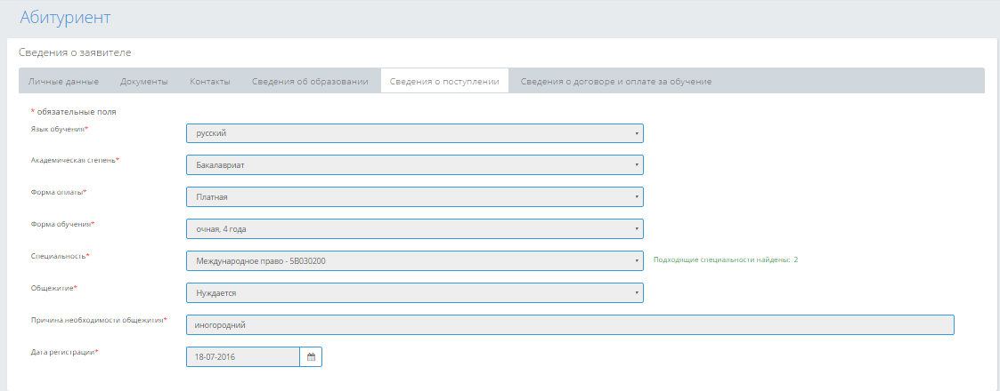 Абитуриент
Сведения о заявителе
Личные данные Документы Контакты Сведения об образовании Сведения о поступлении Сведения о договоре и оплате за обучение
* обязательные поля
Язык обучения* русский
Академическая степень* Бакалавриат
Форма оплаты* Платная
Форма обучения* очная, 4 года
Специальность* Международное право - 5B030200 Подходящие специальности найдены: 2
Общежитие* Нуждается
Причина необходимости общежития* иногородний
Дата регистрации* 18-07-2016